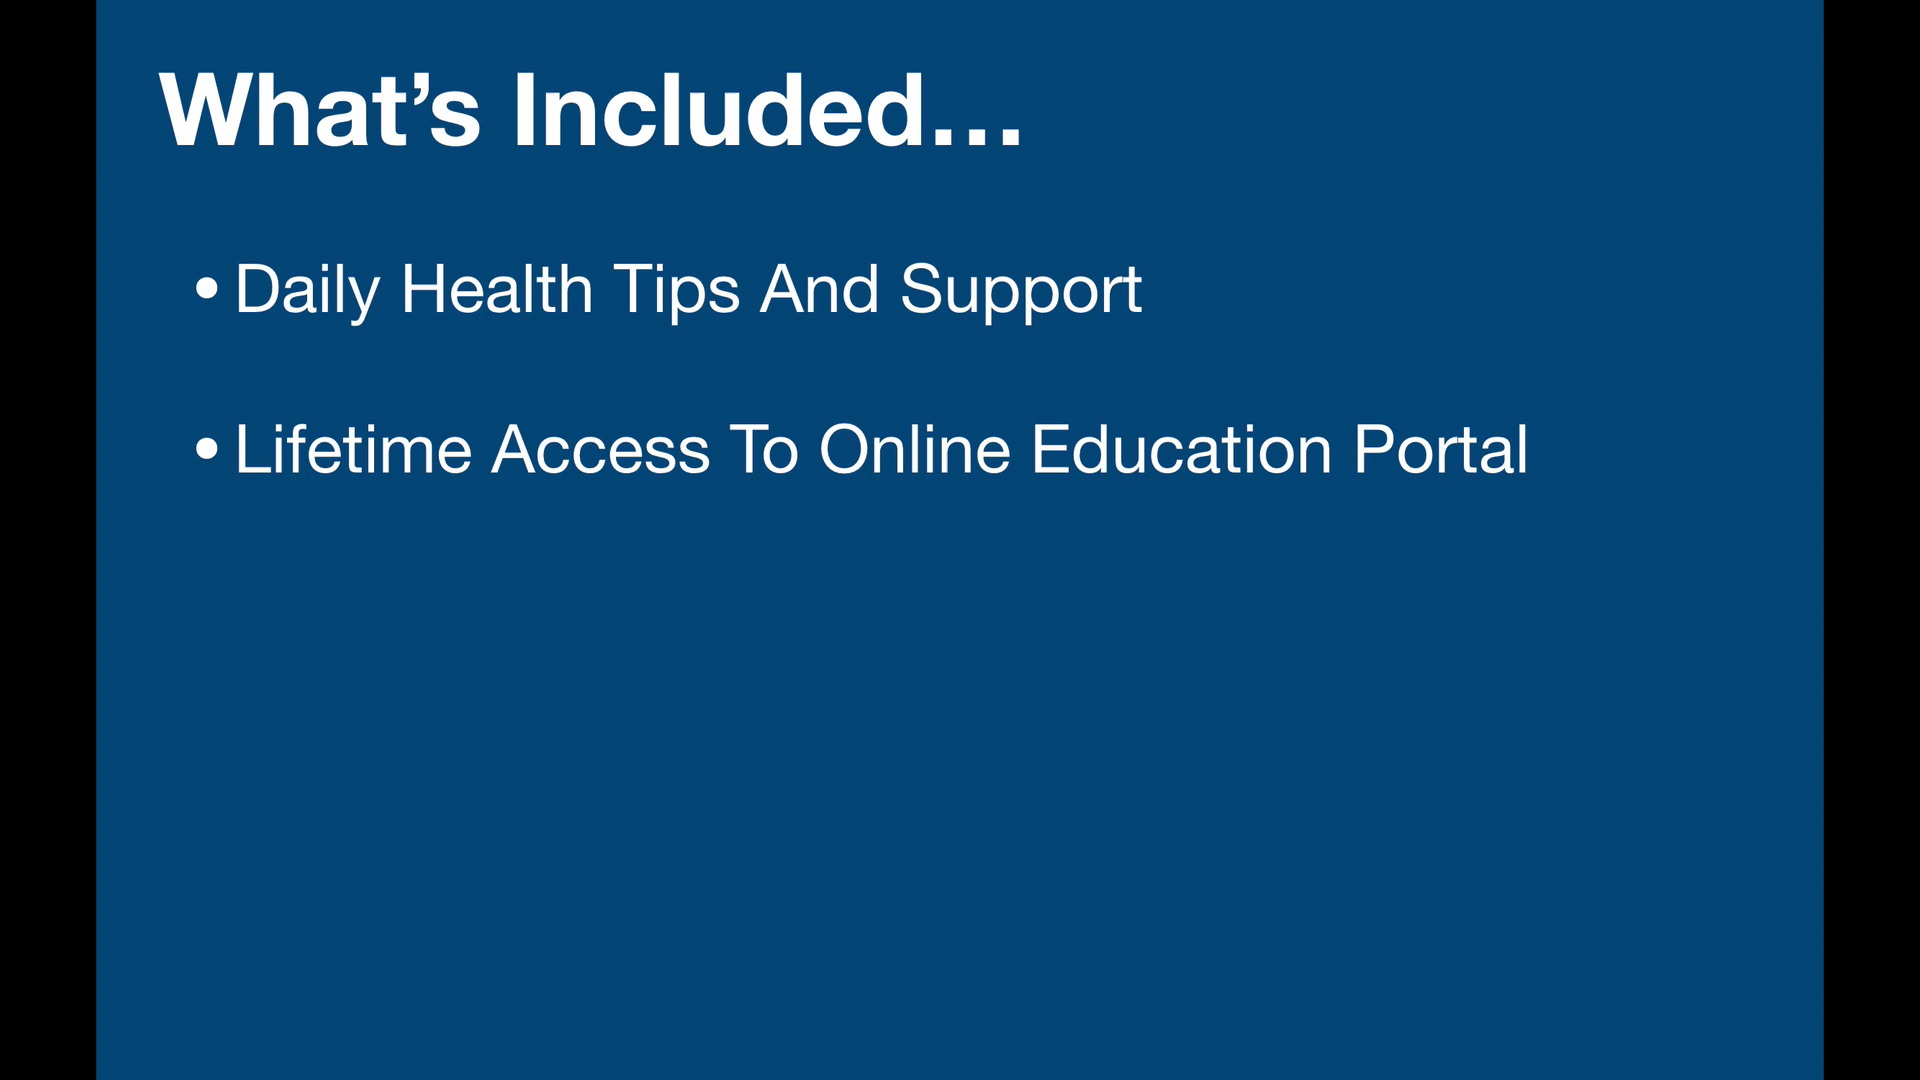 What’s Included…
• Daily Health Tips And Support
• Lifetime Access To Online Education Portal